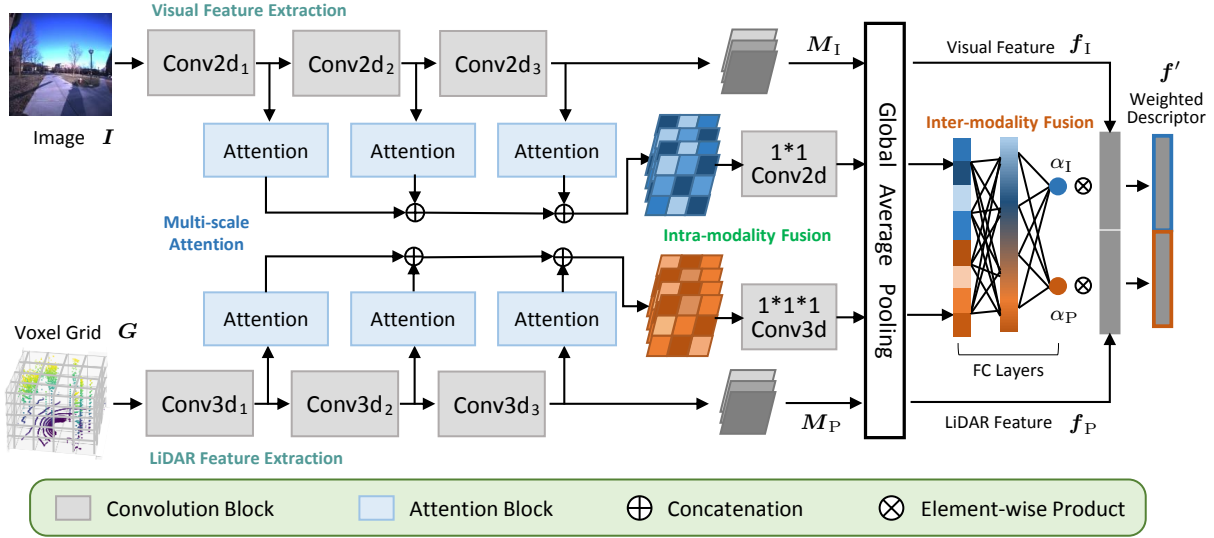 Visual Feature Extraction
Image I
Conv2d1
Conv2d2
Conv2d3
MI
Attention
Attention
Attention
1*1
Conv2d
Multi-scale
Attention
Intra-modality Fusion
Attention
Attention
Attention
1*1*1
Conv3d
Voxel Grid G
Conv3d1
Conv3d2
Conv3d3
MP
LiDAR Feature Extraction
Global Average Pooling
Visual Feature fI
f'
Weighted
Descriptor
Inter-modality Fusion
αI
αP
FC Layers
LiDAR Feature fP
Convolution Block
Attention Block
Concatenation
Element-wise Product